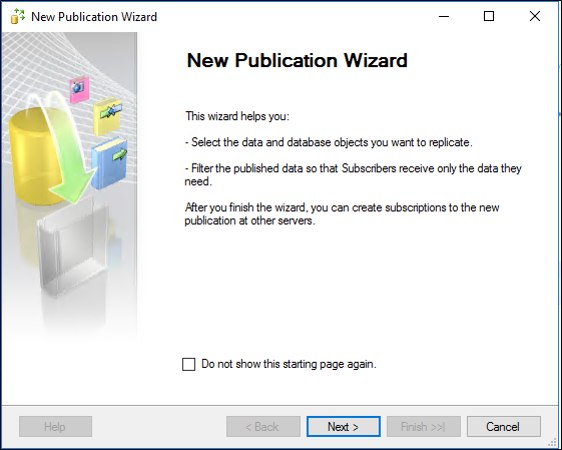 New Publication Wizard
New Publication Wizard
This wizard helps you:
- Select the data and database objects you want to replicate.
- Filter the published data so that Subscribers receive only the data they
need.
After you finish the wizard, you can create subscriptions to the new
publication at other servers.
Do not show this starting page again.
Help
< Back
Next >
Finish >>|
Cancel